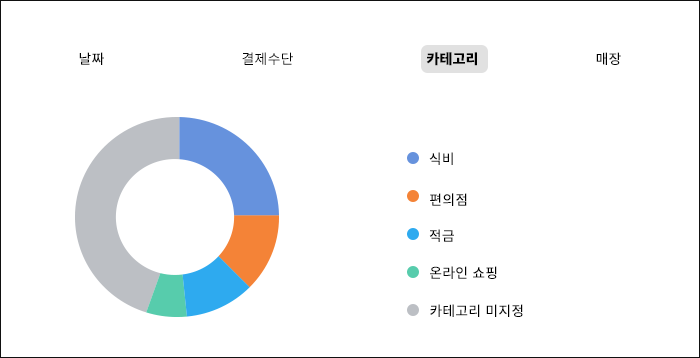 날짜
결제수단
카테고리
매장
식비
편의점
적금
온라인 쇼핑
카테고리 미지정